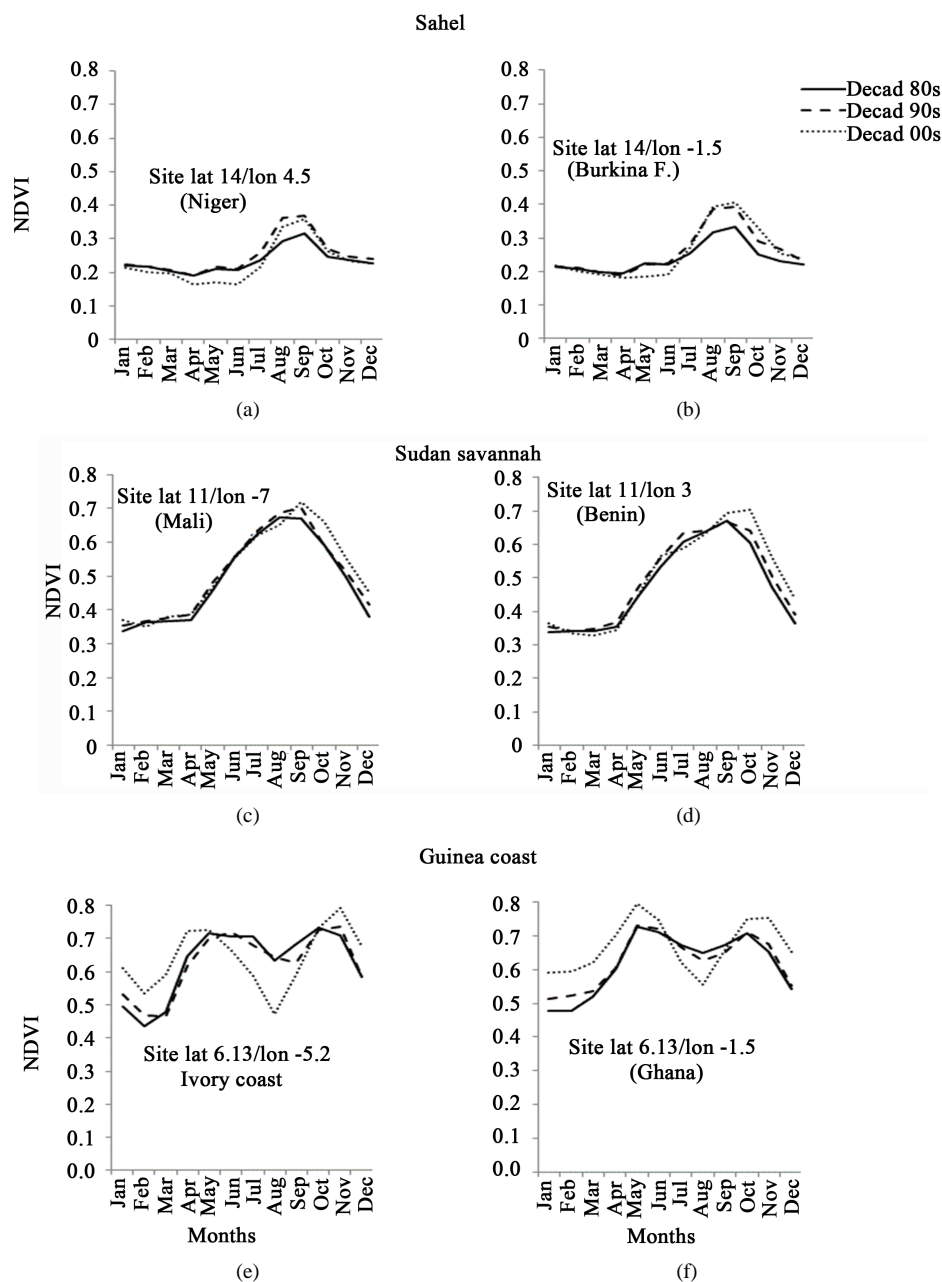 Sahel
0.8
0.7
0.6
0.5
0.4
0.3
0.2
0.1
0
NDVI
Site lat 14/lon 4.5
(Niger)
Jan Feb Mar Apr May Jun Jul Aug Sep Oct Nov Dec
(a)
0.8
0.7
0.6
0.5
0.4
0.3
0.2
0.1
0
Site lat 14/lon -1.5
(Burkina F.)
Decad 80s
Decad 90s
Decad 00s
Jan Feb Mar Apr May Jun Jul Aug Sep Oct Nov Dec
(b)
Sudan savannah
0.8
0.7
0.6
0.5
0.4
0.3
0.2
0.1
0
NDVI
Site lat 11/lon -7
(Mali)
Jan Feb Mar Apr May Jun Jul Aug Sep Oct Nov Dec
(c)
0.8
0.7
0.6
0.5
0.4
0.3
0.2
0.1
0
Site lat 11/lon 3
(Benin)
Jan Feb Mar Apr May Jun Jul Aug Sep Oct Nov Dec
(d)
Guinea coast
0.8
0.7
0.6
0.5
0.4
0.3
0.2
0.1
0.0
NDVI
Site lat 6.13/lon -5.2
Ivory coast
Jan Feb Mar Apr May Jun Jul Aug Sep Oct Nov Dec
Months
(e)
0.8
0.7
0.6
0.5
0.4
0.3
0.2
0.1
0.0
Site lat 6.13/lon -1.5
(Ghana)
Jan Feb Mar Apr May Jun Jul Aug Sep Oct Nov Dec
Months
(f)